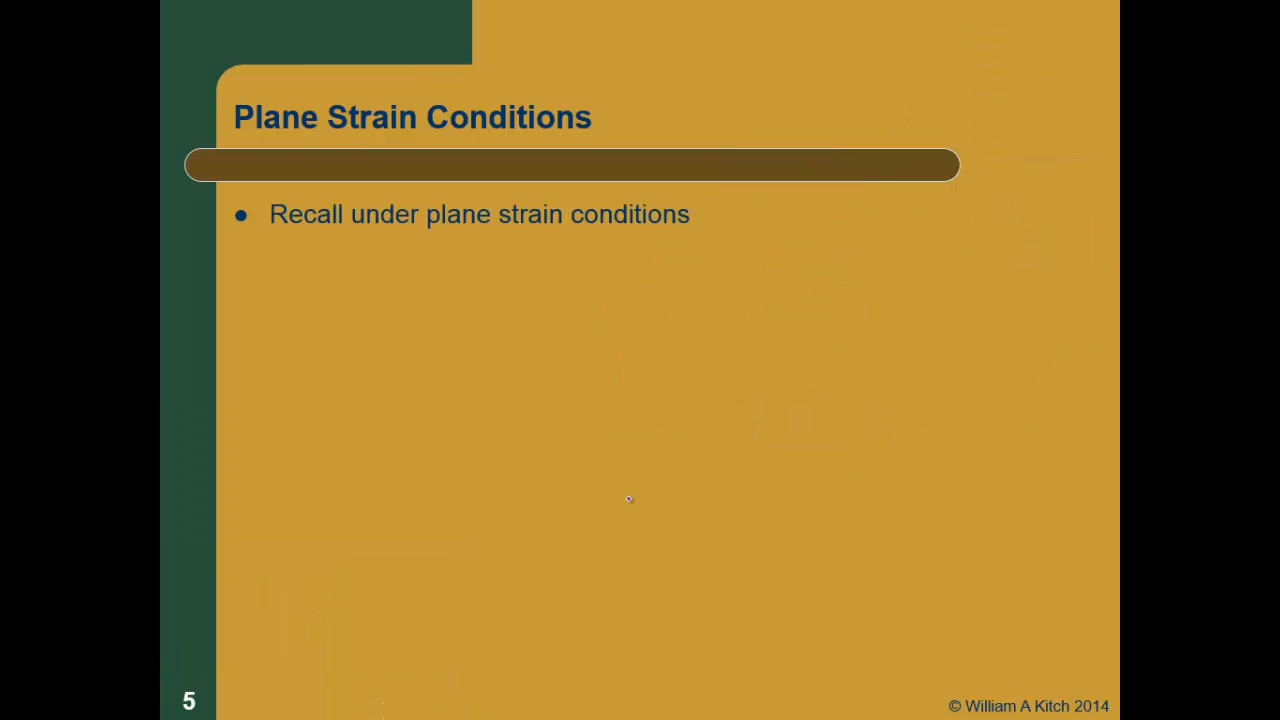 Plane Strain Conditions
● Recall under plane strain conditions
5
© William A Kitch 2014